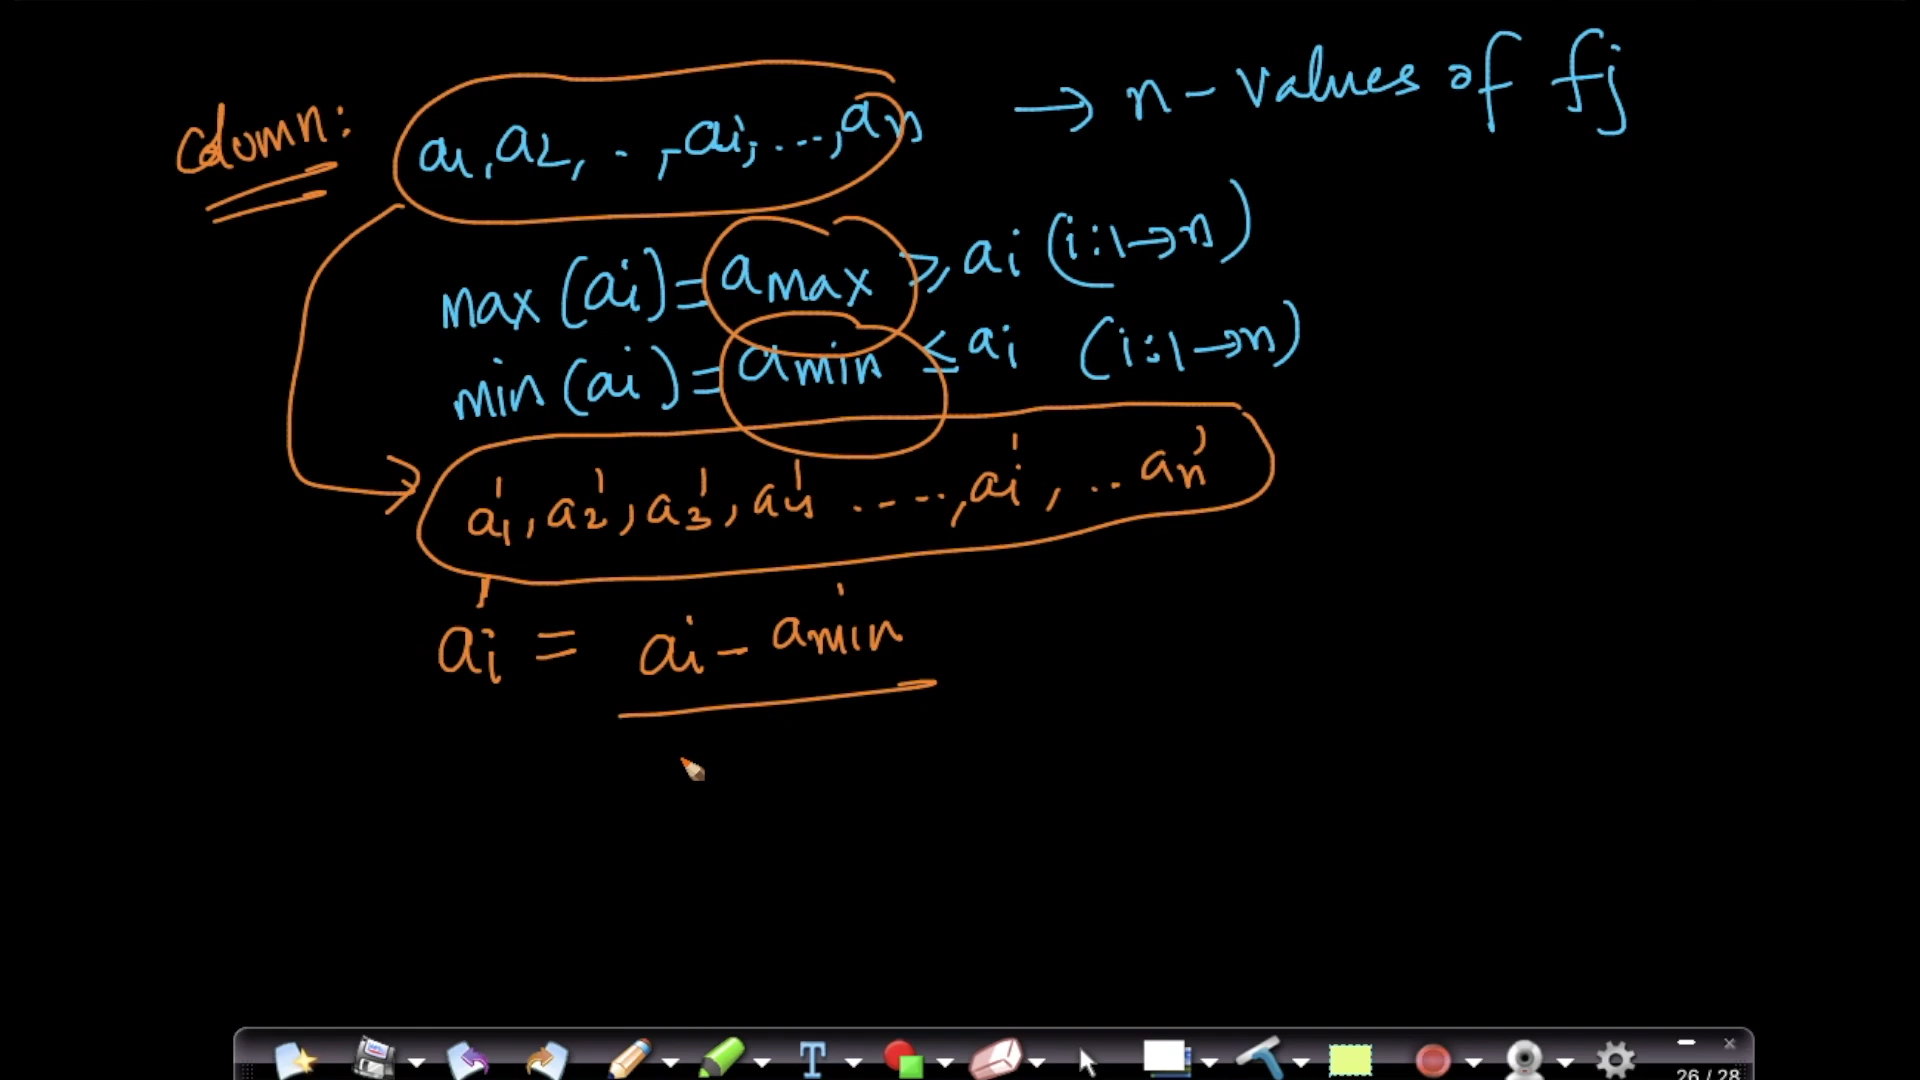 column: a1, a2, . . , ai, ..., an → n - values of fj
max (ai) = amax ≥ ai (i:1→n)
min (ai) = amin ≤ ai (i:1→n)
a1', a2', a3', a4' ....., ai', .. an'
ai' = ai - amin
T
26 / 28